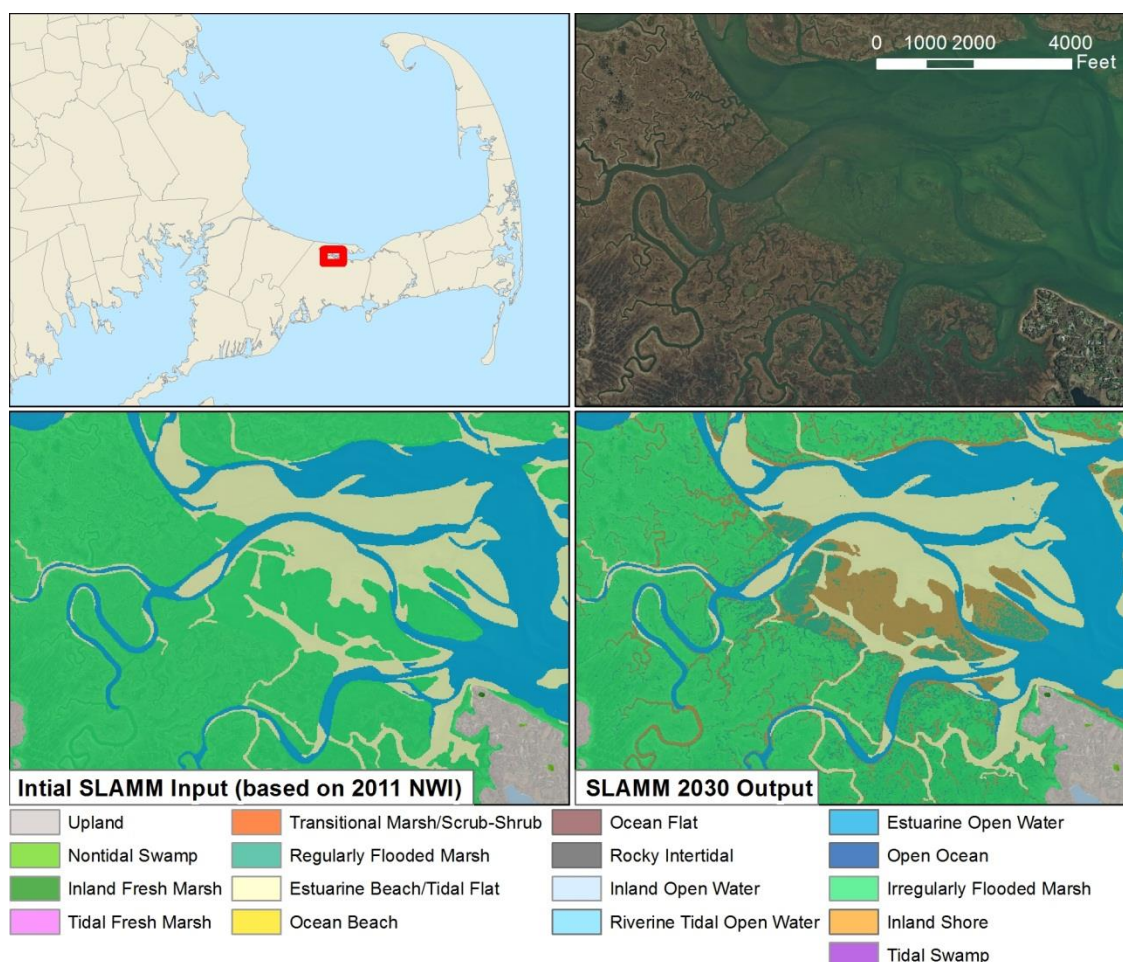 0 1000 2000 4000
Feet
Intial SLAMM Input (based on 2011 NWI)
SLAMM 2030 Output
Upland
Nontidal Swamp
Inland Fresh Marsh
Tidal Fresh Marsh
Transitional Marsh/Scrub-Shrub
Regularly Flooded Marsh
Estuarine Beach/Tidal Flat
Ocean Beach
Ocean Flat
Rocky Intertidal
Inland Open Water
Riverine Tidal Open Water
Estuarine Open Water
Open Ocean
Irregularly Flooded Marsh
Inland Shore
Tidal Swamp